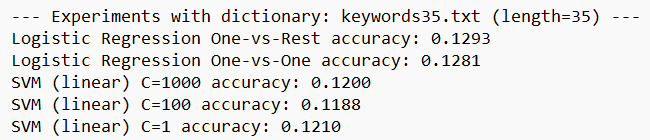 --- Experiments with dictionary: keywords35.txt (length=35) ---
Logistic Regression One-vs-Rest accuracy: 0.1293
Logistic Regression One-vs-One accuracy: 0.1281
SVM (linear) C=1000 accuracy: 0.1200
SVM (linear) C=100 accuracy: 0.1188
SVM (linear) C=1 accuracy: 0.1210